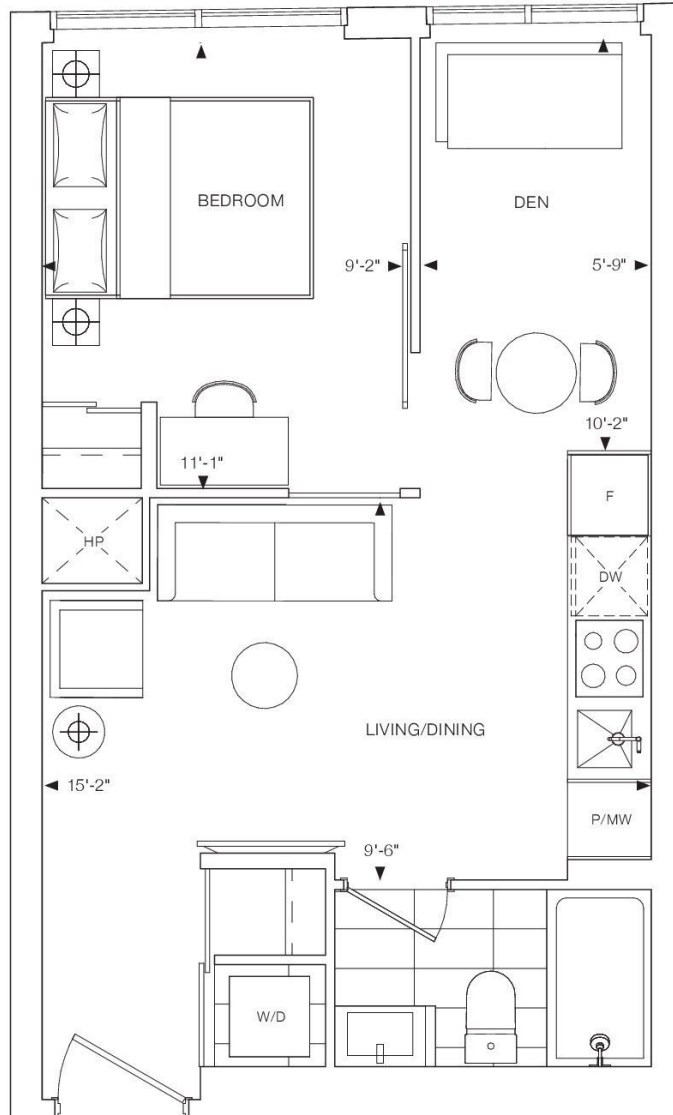 BEDROOM
DEN
9'-2"
5'-9"
10'-2"
11'-1"
F
HP
DW
LIVING/DINING
15'-2"
P/MW
9'-6"
W/D